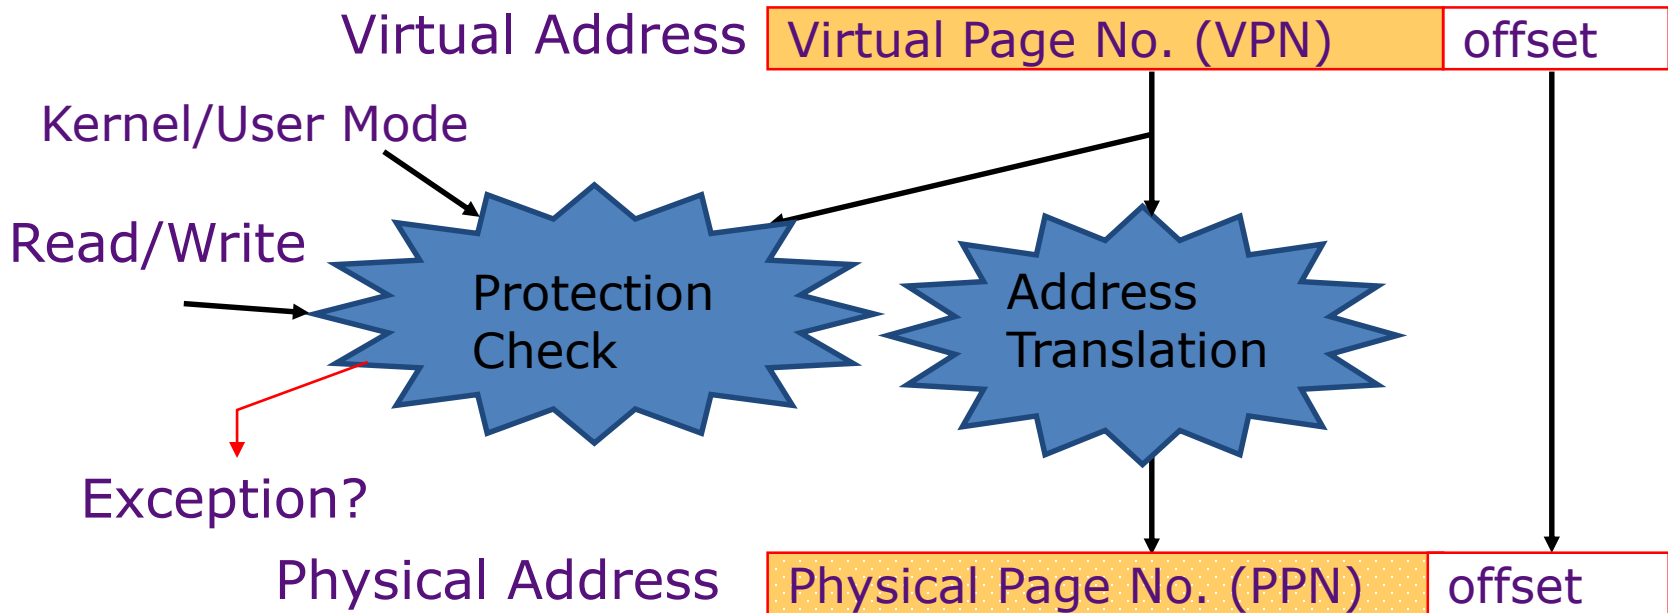 Virtual Address Virtual Page No. (VPN) offset
Kernel/User Mode
Read/Write
Protection
Check
Address
Translation
Exception?
Physical Address Physical Page No. (PPN) offset